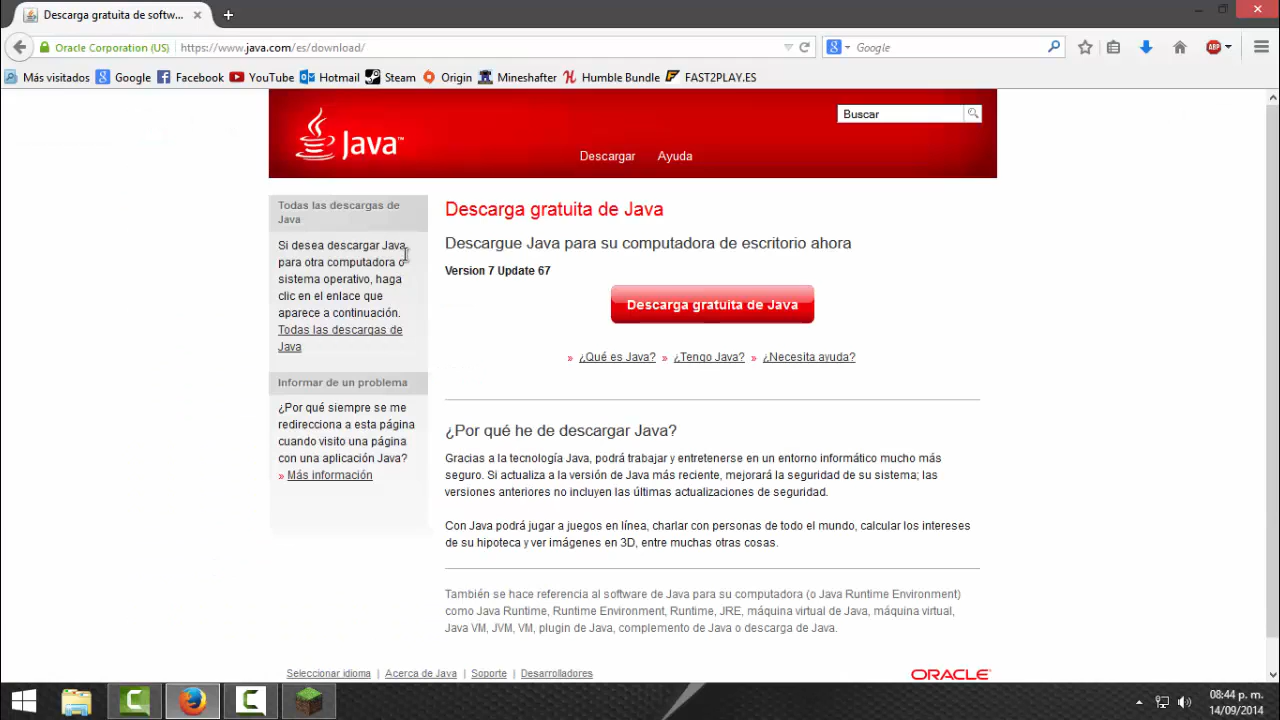 Descarga gratuita de softw...
Oracle Corporation (US)
https://www.java.com/es/download/
Google
Más visitados
Google
Facebook
YouTube
Hotmail
Steam
Origin
Mineshafter
Humble Bundle
FAST2PLAY.ES
ABP
Java™
Buscar
Descargar
Ayuda
Todas las descargas de
Java
Si desea descargar Java
para otra computadora o
sistema operativo, haga
clic en el enlace que
aparece a continuación.
Todas las descargas de
Java
Informar de un problema
¿Por qué siempre se me
redirecciona a esta página
cuando visito una página
con una aplicación Java?
» Más información
Descarga gratuita de Java
Descargue Java para su computadora de escritorio ahora
Version 7 Update 67
Descarga gratuita de Java
» ¿Qué es Java? » ¿Tengo Java? » ¿Necesita ayuda?
¿Por qué he de descargar Java?
Gracias a la tecnología Java, podrá trabajar y entretenerse en un entorno informático mucho más
seguro. Si actualiza a la versión de Java más reciente, mejorará la seguridad de su sistema; las
versiones anteriores no incluyen las últimas actualizaciones de seguridad.
Con Java podrá jugar a juegos en línea, charlar con personas de todo el mundo, calcular los intereses
de su hipoteca y ver imágenes en 3D, entre muchas otras cosas.
También se hace referencia al software de Java para su computadora (o Java Runtime Environment)
como Java Runtime, Runtime Environment, Runtime, JRE, máquina virtual de Java, máquina virtual,
Java VM, JVM, VM, plugin de Java, complemento de Java o descarga de Java.
Seleccionar idioma | Acerca de Java | Soporte | Desarrolladores
ORACLE
08:44 p. m.
14/09/2014